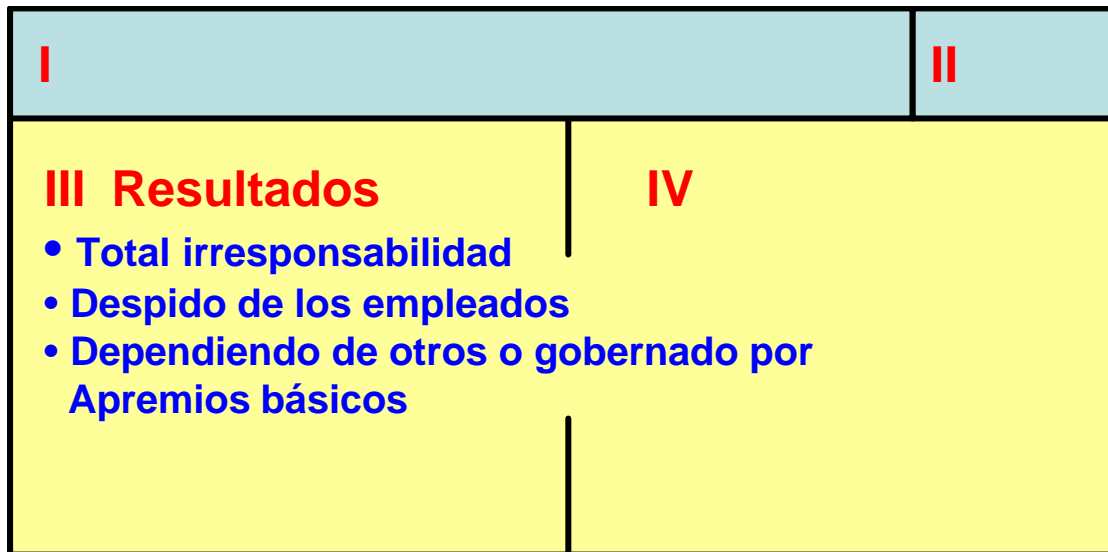 I
II
III Resultados
IV
• Total irresponsabilidad
• Despido de los empleados
• Dependiendo de otros o gobernado por
Apremios básicos